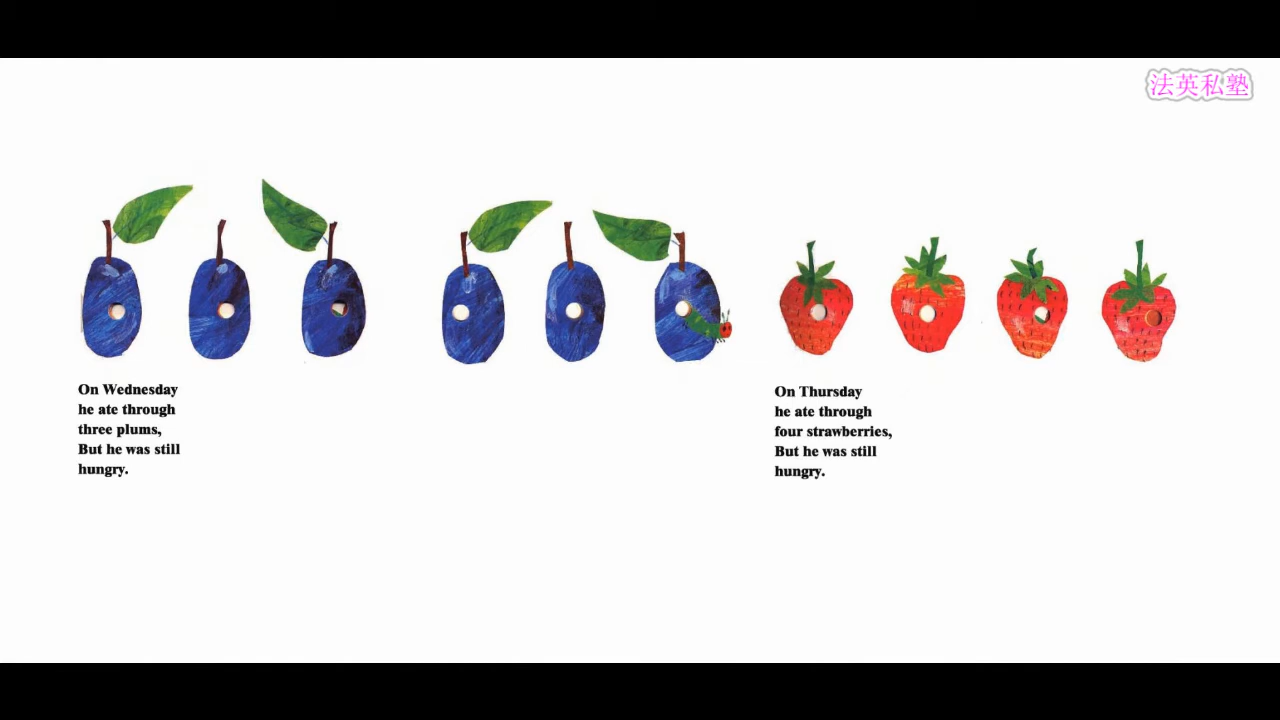 法英私塾
On Wednesday
he ate through
three plums,
But he was still
hungry.
On Thursday
he ate through
four strawberries,
But he was still
hungry.